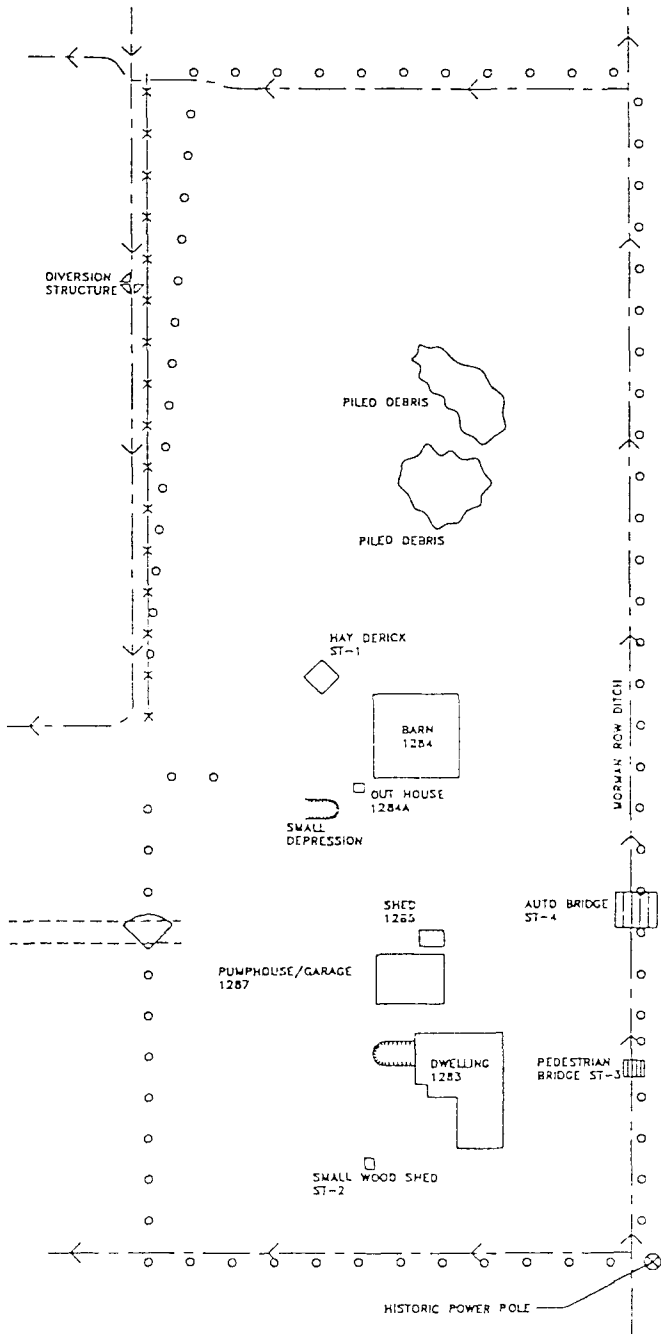 DIVERSION
STRUCTURE
PILED DEBRIS
PILED DEBRIS
HAY DERICK
ST-1
BARN
1284
MORMAN ROW DITCH
OUT HOUSE
1284A
SMALL
DEPRESSION
SHED
1285
AUTO BRIDGE
ST-4
PUMPHOUSE/GARAGE
1287
DWELLING
1283
PEDESTRIAN
BRIDGE ST-3
SMALL WOOD SHED
ST-2
HISTORIC POWER POLE